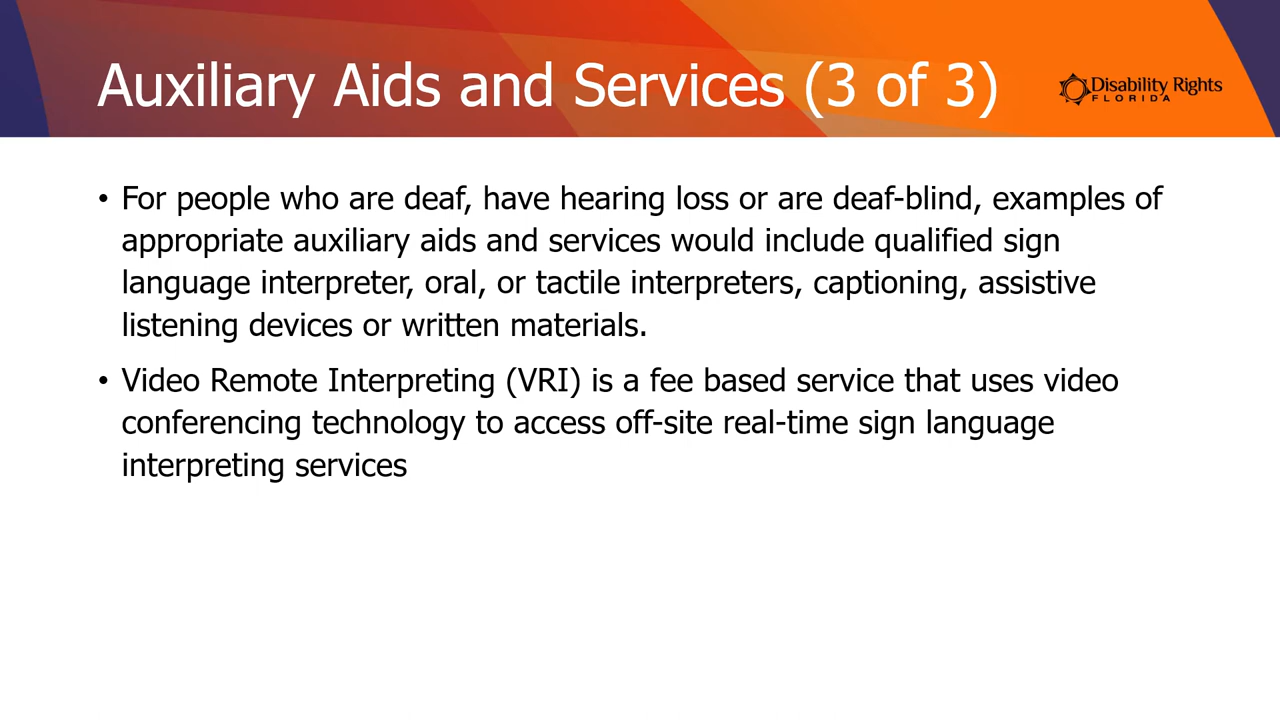 Auxiliary Aids and Services (3 of 3)
Disability Rights
FLORIDA
• For people who are deaf, have hearing loss or are deaf-blind, examples of
appropriate auxiliary aids and services would include qualified sign
language interpreter, oral, or tactile interpreters, captioning, assistive
listening devices or written materials.
• Video Remote Interpreting (VRI) is a fee based service that uses video
conferencing technology to access off-site real-time sign language
interpreting services